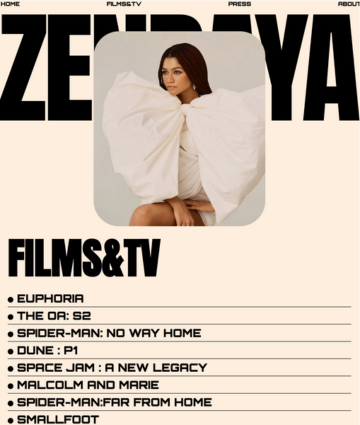 HOME FILMS&TV PRESS ABOUT
ZENDAYA
FILMS&TV
EUPHORIA
THE OA: S2
SPIDER-MAN: NO WAY HOME
DUNE : P1
SPACE JAM : A NEW LEGACY
MALCOLM AND MARIE
SPIDER-MAN:FAR FROM HOME
SMALLFOOT